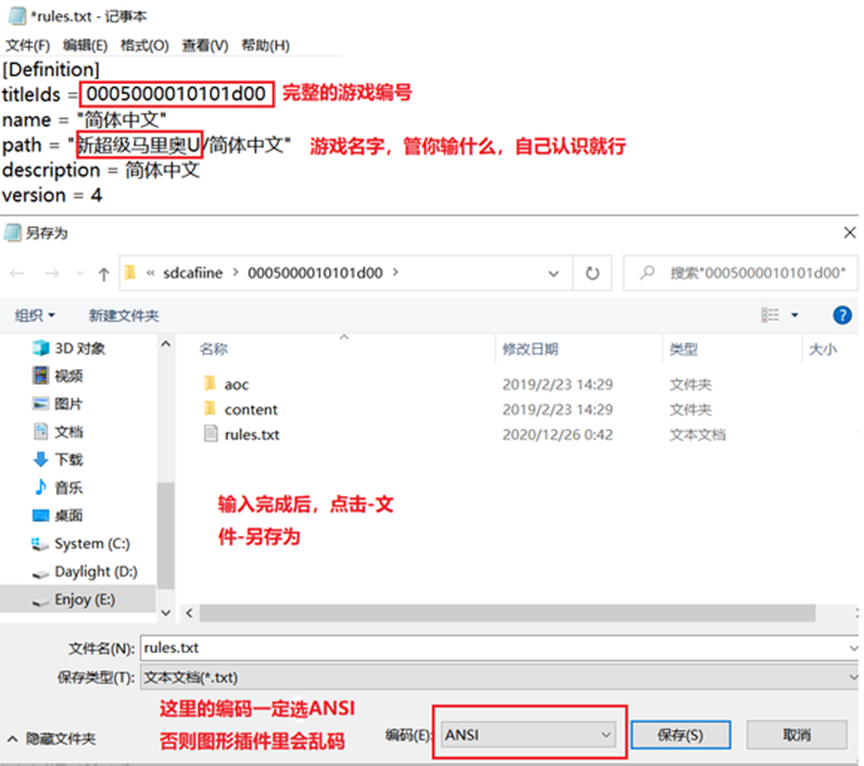 *rules.txt - 记事本
文件(F) 编辑(E) 格式(O) 查看(V) 帮助(H)
[Definition]
titleIds = 0005000010101d00 完整的游戏编号
name = "简体中文"
path = "新超级马里奥U/简体中文" 游戏名字，管你输什么，自己认识就行
description = 简体中文
version = 4
另存为
« sdcafiine › 0005000010101d00 › 搜索"0005000010101d00"
组织 新建文件夹
3D 对象
视频
图片
文档
下载
音乐
桌面
System (C:)
Daylight (D:)
Enjoy (E:)
名称 修改日期 类型 大小
aoc 2019/2/23 14:29 文件夹
content 2019/2/23 14:29 文件夹
rules.txt 2020/12/26 0:42 文本文档
输入完成后，点击-文
件-另存为
文件名(N): rules.txt
保存类型(T): 文本文档(*.txt)
这里的编码一定选ANSI
否则图形插件里会乱码
隐藏文件夹 编码(E): ANSI 保存(S) 取消